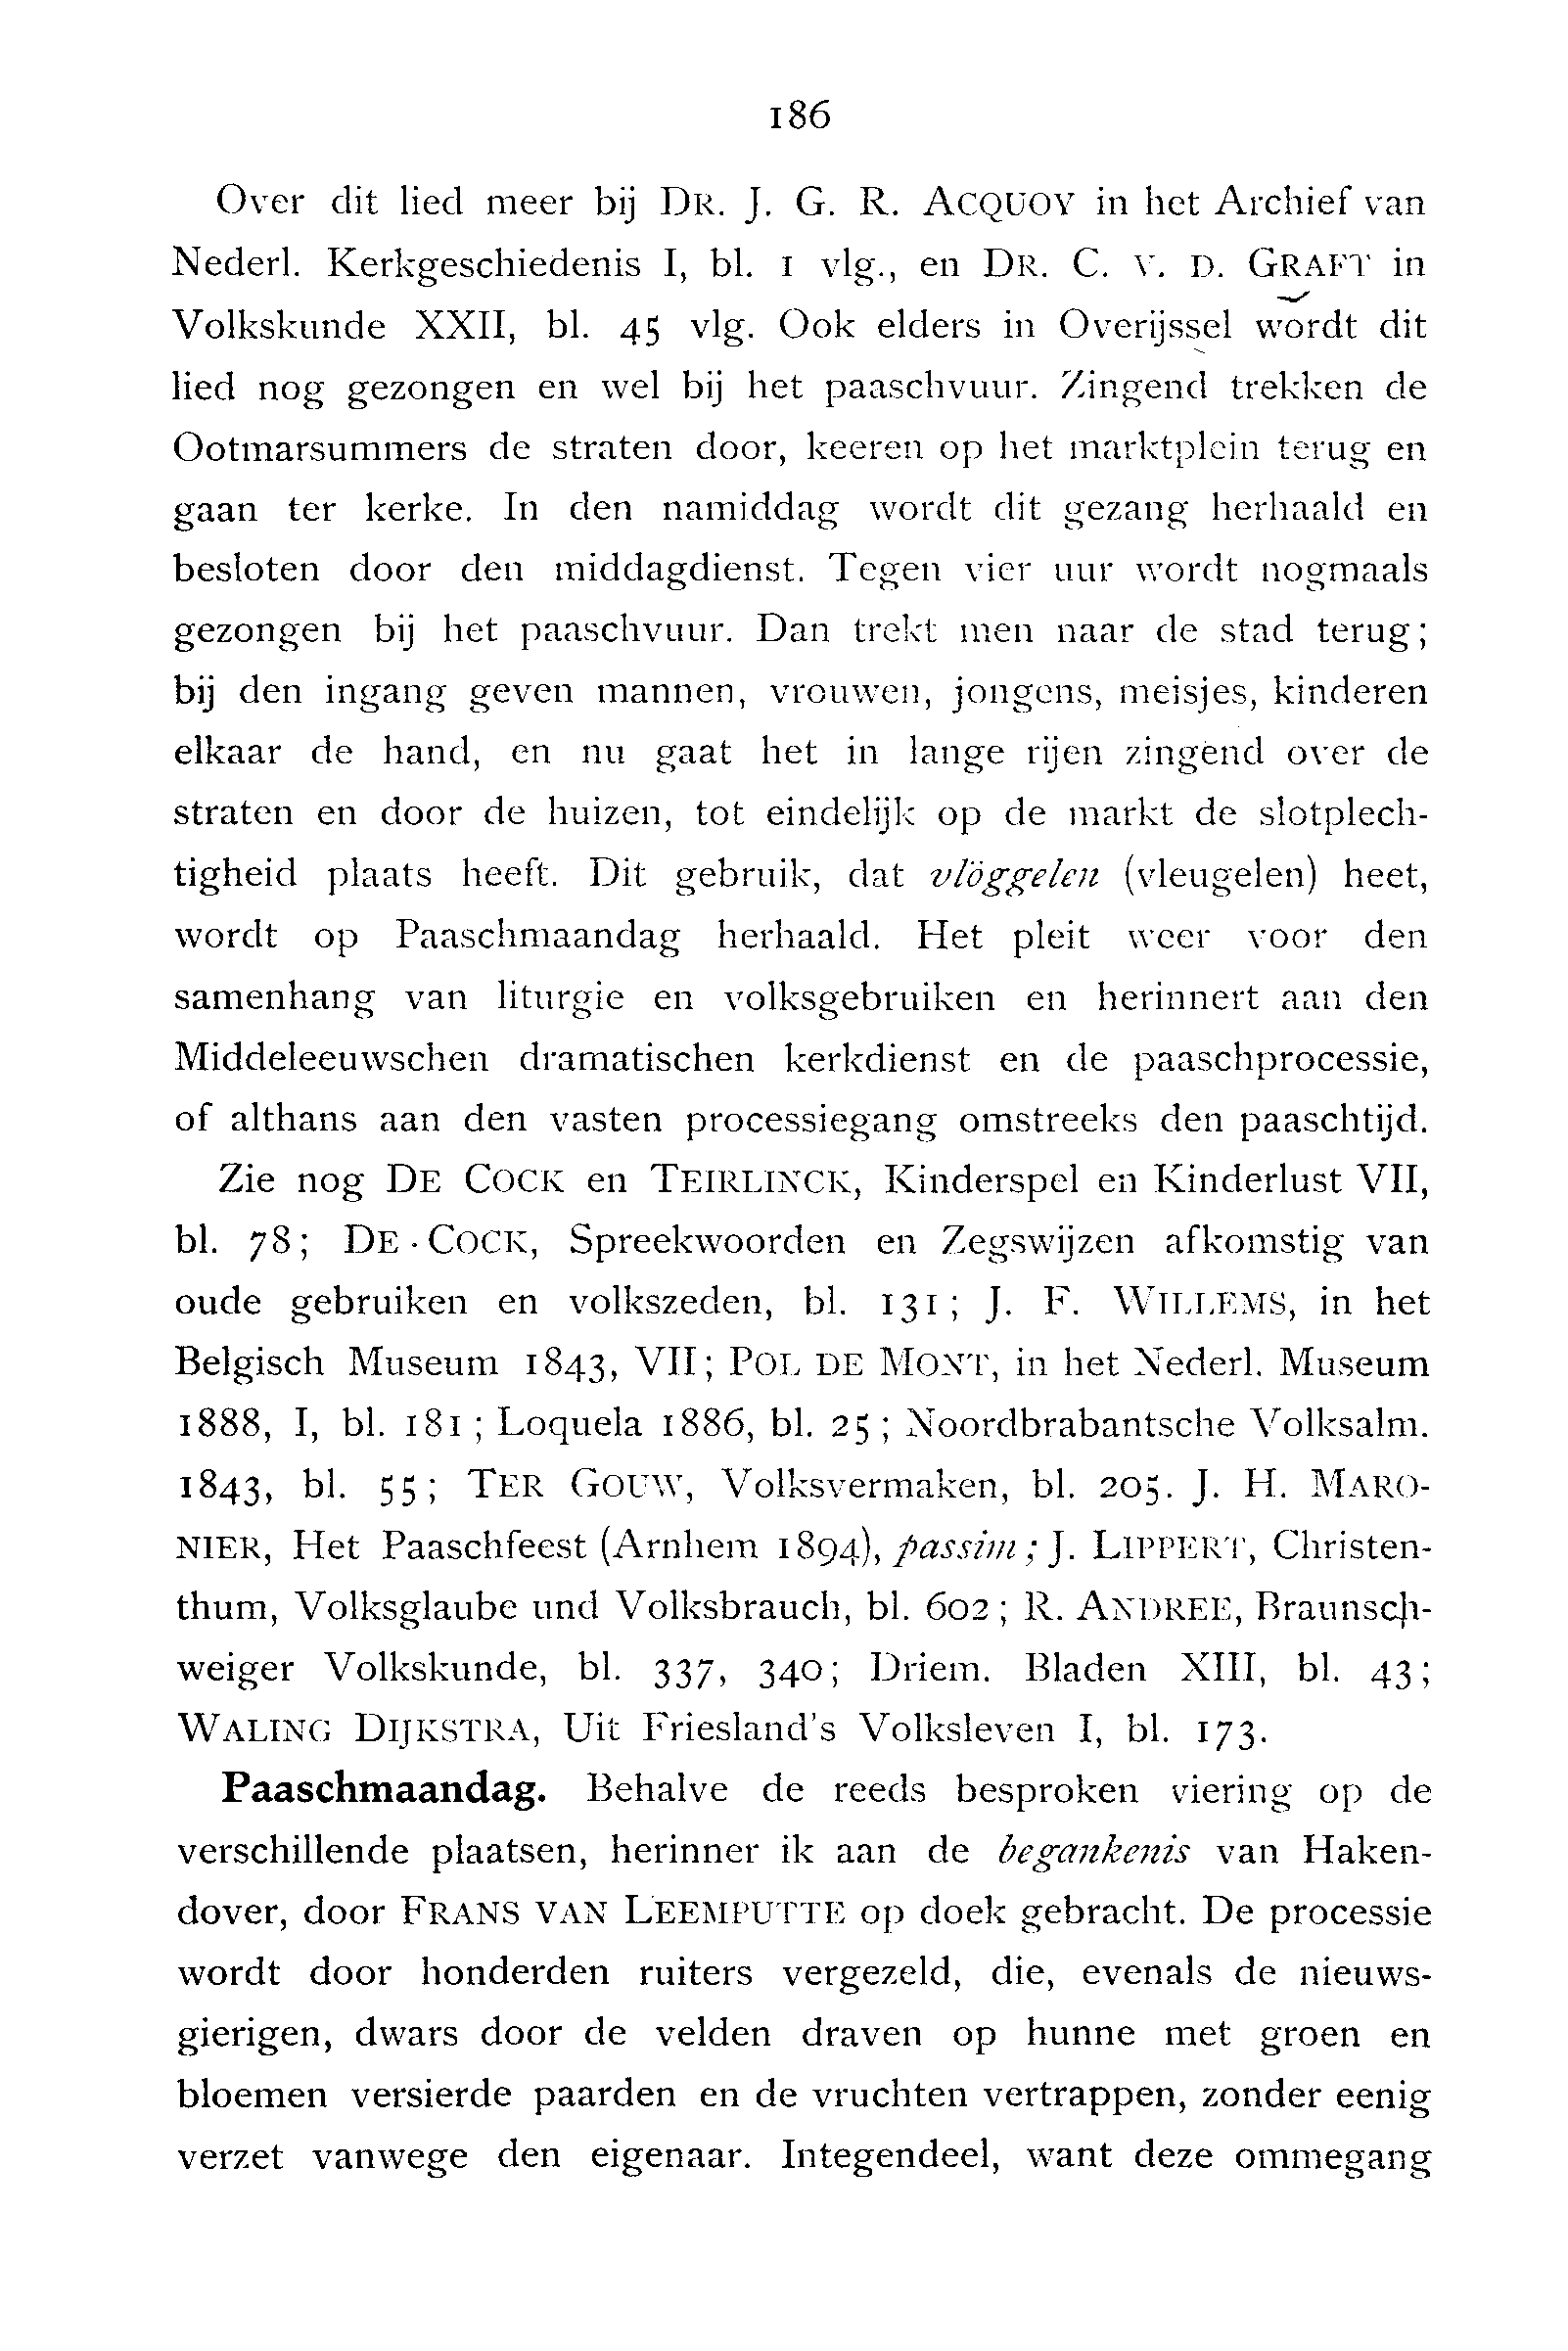 186
Over dit lied meer bij DR. J. G. R. ACQUOY in het Archief van
Nederl. Kerkgeschiedenis I, bl. 1 vlg., en DR. C. V. D. GRAFT in
Volkskunde XXII, bl. 45 vlg. Ook elders in Overijssel wordt dit
lied nog gezongen en wel bij het paaschvuur. Zingend trekken de
Ootmarsummers de straten door, keeren op het marktplein terug en
gaan ter kerke. In den namiddag wordt dit gezang herhaald en
besloten door den middagdienst. Tegen vier uur wordt nogmaals
gezongen bij het paaschvuur. Dan trekt men naar de stad terug;
bij den ingang geven mannen, vrouwen, jongens, meisjes, kinderen
elkaar de hand, en nu gaat het in lange rijen zingend over de
straten en door de huizen, tot eindelijk op de markt de slotplech-
tigheid plaats heeft. Dit gebruik, dat vlöggelen (vleugelen) heet,
wordt op Paaschmaandag herhaald. Het pleit weer voor den
samenhang van liturgie en volksgebruiken en herinnert aan den
Middeleeuwschen dramatischen kerkdienst en de paaschprocessie,
of althans aan den vasten processiegang omstreeks den paaschtijd.
Zie nog DE COCK en TEIRLINCK, Kinderspel en Kinderlust VII,
bl. 78; DE COCK, Spreekwoorden en Zegswijzen afkomstig van
oude gebruiken en volkszeden, bl. 131; J. F. WILLEMS, in het
Belgisch Museum 1843, VII; POL DE MONT, in het Nederl. Museum
1888, I, bl. 181; Loquela 1886, bl. 25; Noordbrabantsche Volksalm.
1843, bl. 55; TER GOUW, Volksvermaken, bl. 205. J. H. MARO-
NIER, Het Paaschfeest (Arnhem 1894), passim; J. LIPPERT, Christen-
thum, Volksglaube und Volksbrauch, bl. 602; R. ANDREE, Braunsch-
weiger Volkskunde, bl. 337, 340; Driem. Bladen XIII, bl. 43;
WALING DIJKSTRA, Uit Friesland's Volksleven I, bl. 173.
Paaschmaandag. Behalve de reeds besproken viering op de
verschillende plaatsen, herinner ik aan de begankenis van Haken-
dover, door FRANS VAN LEEMPUTTE op doek gebracht. De processie
wordt door honderden ruiters vergezeld, die, evenals de nieuws-
gierigen, dwars door de velden draven op hunne met groen en
bloemen versierde paarden en de vruchten vertrappen, zonder eenig
verzet vanwege den eigenaar. Integendeel, want deze ommegang